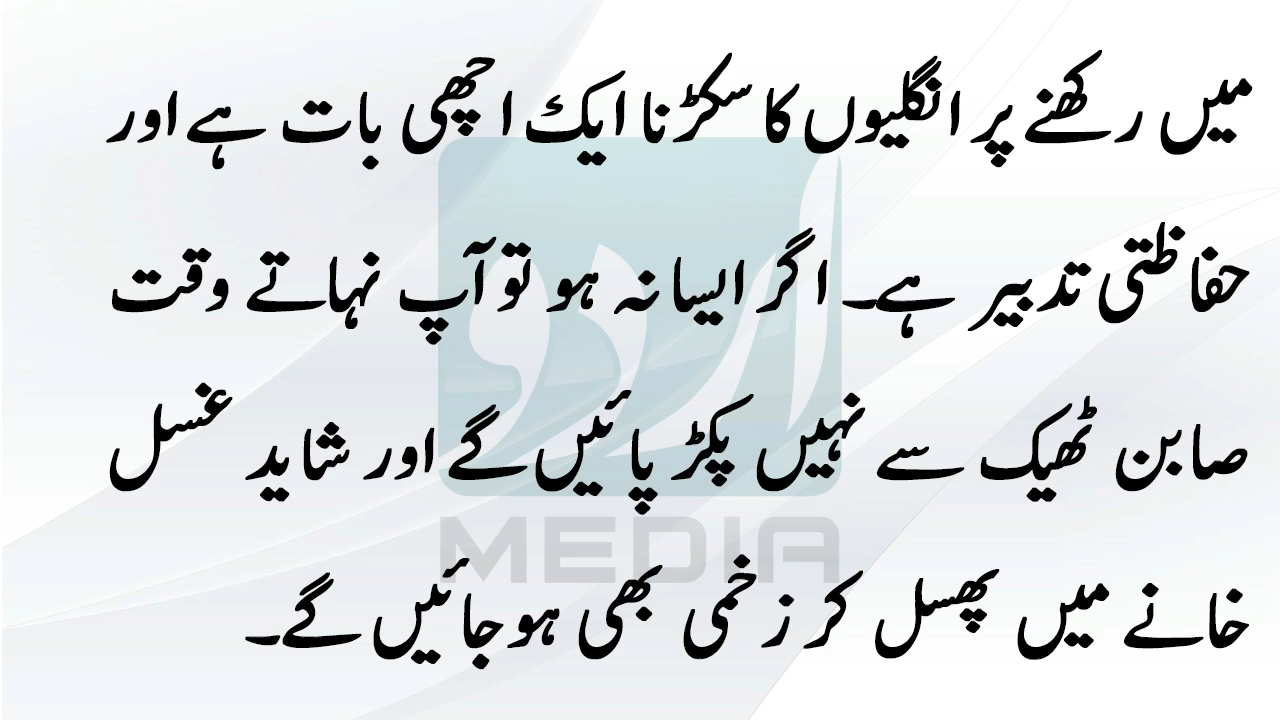 میں رکھنے پر انگلیوں کا سکڑنا ایک اچھی بات ہے اور
حفاظتی تدبیر ہے۔ اگر ایسا نہ ہو تو آپ نہاتے وقت
صابن ٹھیک سے نہیں پکڑ پائیں گے اور شاید غسل
خانے میں پھسل کر زخمی بھی ہو جائیں گے۔
اردو
MEDIA